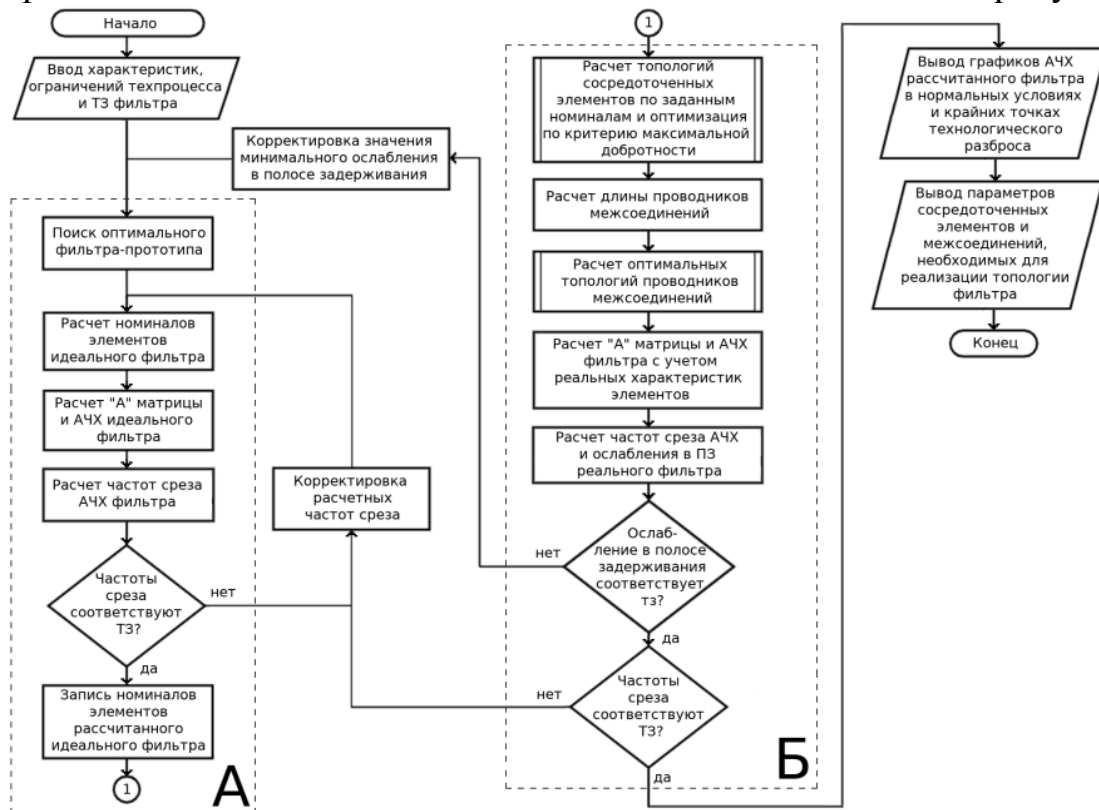 Начало
Ввод характеристик,
ограничений техпроцесса
и ТЗ фильтра
Корректировка значения
минимального ослабления
в полосе задерживания
Поиск оптимального
фильтра-прототипа
Расчет номиналов
элементов
идеального фильтра
Расчет "А" матрицы
и АЧХ идеального
фильтра
Расчет частот среза
АЧХ фильтра
Корректировка
расчетных
частот среза
Частоты
среза
соответствуют
ТЗ?
нет
да
Запись номиналов
элементов
рассчитанного
идеального фильтра
1
А
1
Расчет топологий
сосредоточенных
элементов по заданным
номиналам и оптимизация
по критерию максимальной
добротности
Расчет длины проводников
межсоединений
Расчет оптимальных
топологий проводников
межсоединений
Расчет "А" матрицы и АЧХ
фильтра с учетом
реальных характеристик
элементов
Расчет частот среза АЧХ
и ослабления в ПЗ
реального фильтра
Ослаб-
ление в полосе
задерживания
соответствует
тз?
нет
да
Частоты
среза
соответствуют
ТЗ?
нет
да
Б
Вывод графиков АЧХ
рассчитанного фильтра
в нормальных условиях
и крайних точках
технологического
разброса
Вывод параметров
сосредоточенных
элементов и
межсоединений,
необходимых для
реализации топологии
фильтра
Конец